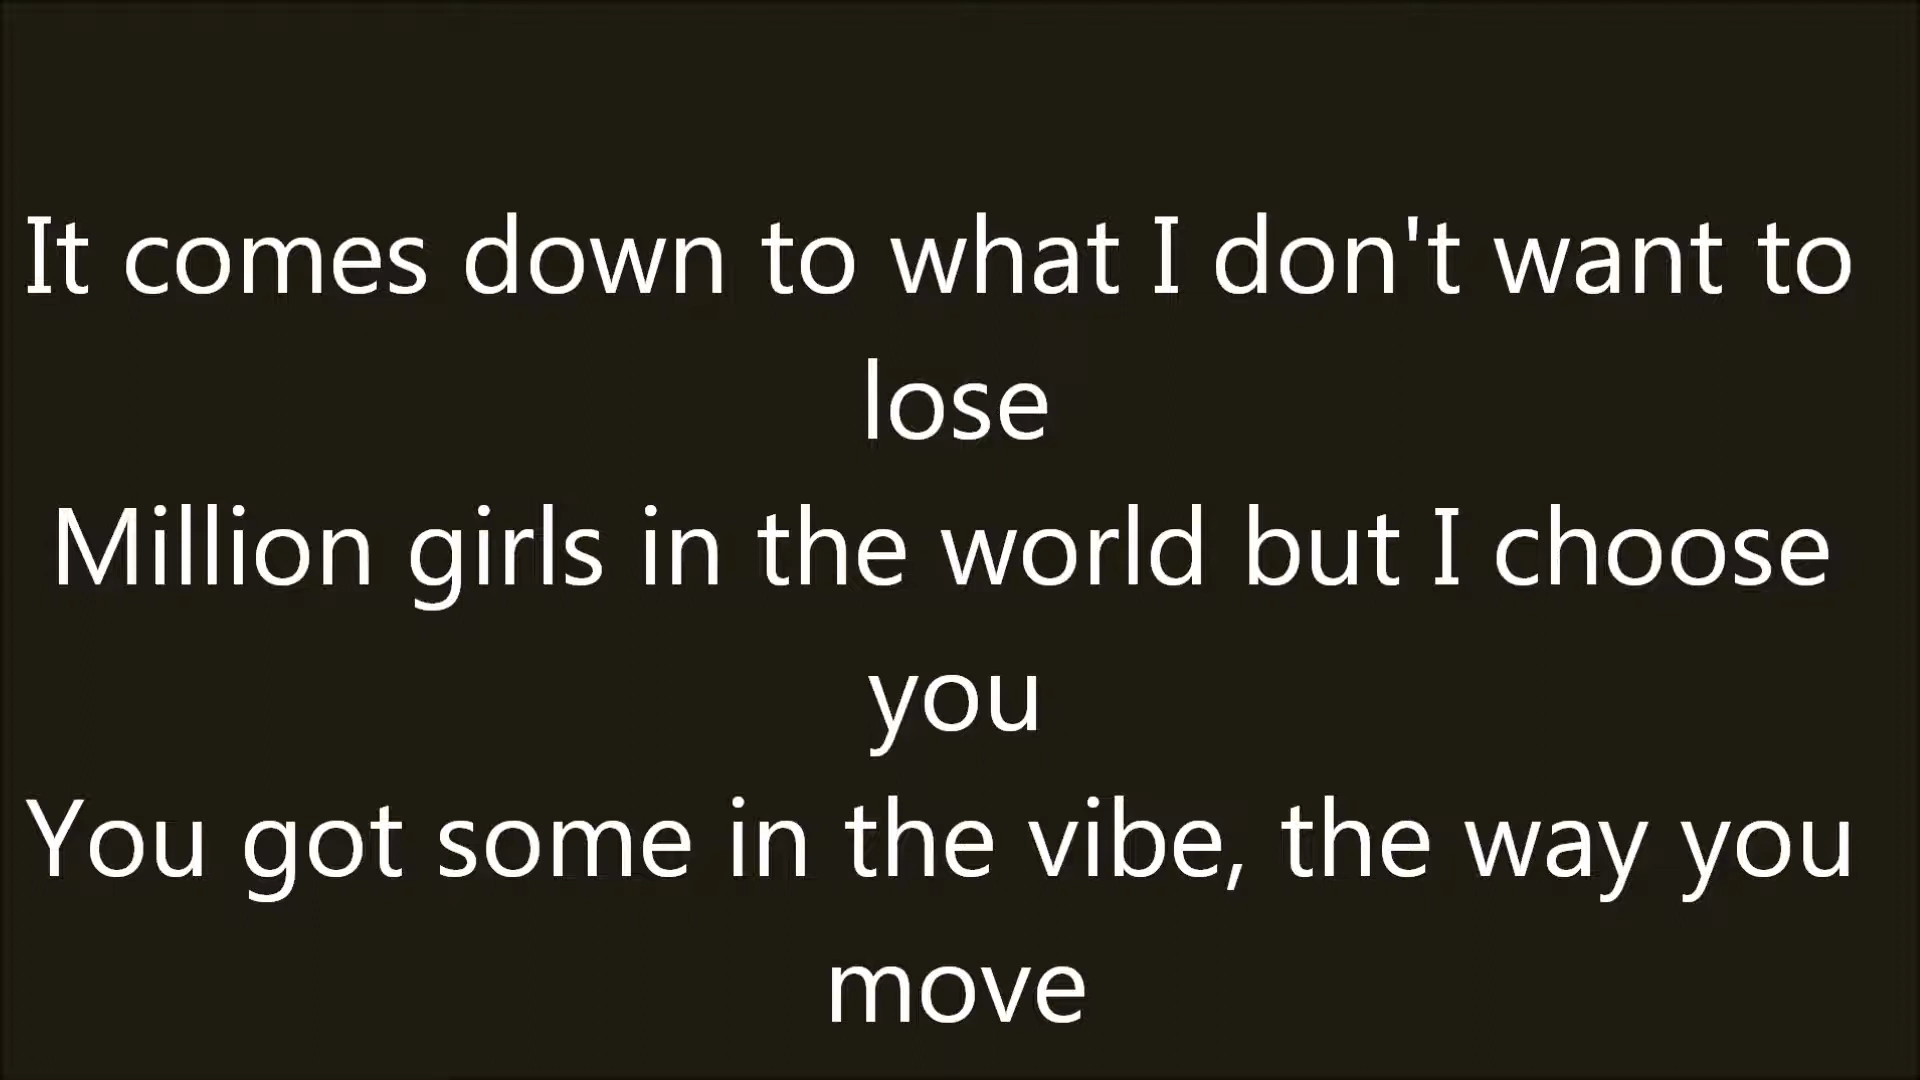 It comes down to what I don't want to
lose
Million girls in the world but I choose
you
You got some in the vibe, the way you
move